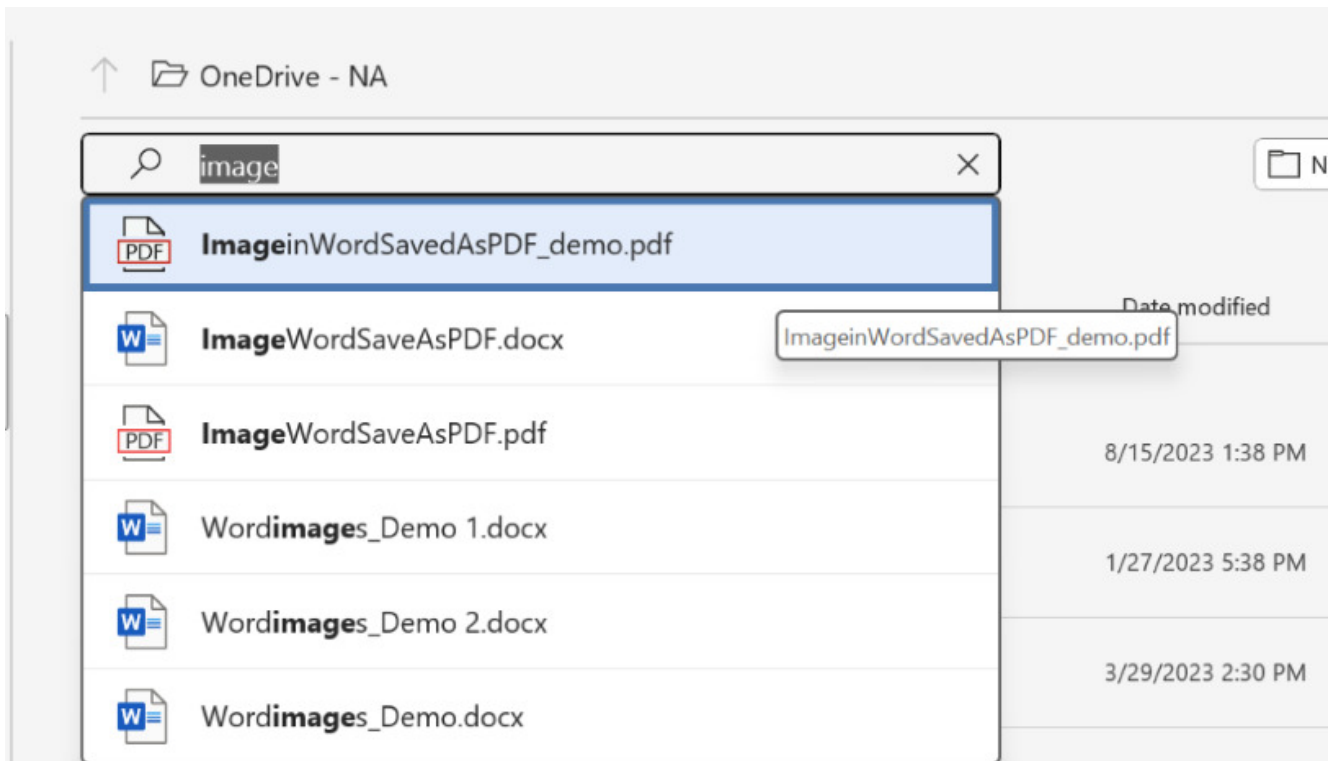 OneDrive - NA
image
N
PDF ImageinWordSavedAsPDF_demo.pdf
Date modified
W ImageWordSaveAsPDF.docx
ImageinWordSavedAsPDF_demo.pdf
PDF ImageWordSaveAsPDF.pdf
8/15/2023 1:38 PM
W Wordimages_Demo 1.docx
1/27/2023 5:38 PM
W Wordimages_Demo 2.docx
3/29/2023 2:30 PM
W Wordimages_Demo.docx